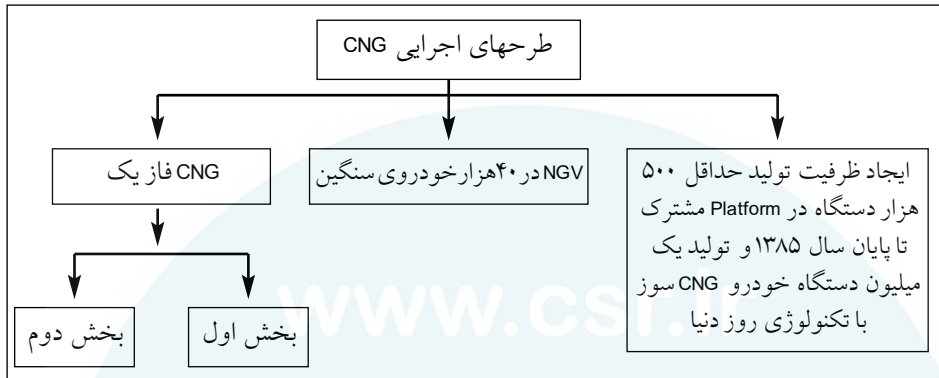 طرحهای اجرایی CNG
ایجاد ظرفیت تولید حداقل ۵۰۰
هزار دستگاه در Platform مشترک
تا پایان سال ۱۳۸۵ و تولید یک
میلیون دستگاه خودرو CNG سوز
با تکنولوژی روز دنیا
NGV در ۴۰هزارخودروی سنگین
CNG فاز یک
بخش اول
بخش دوم
www.csr.ir